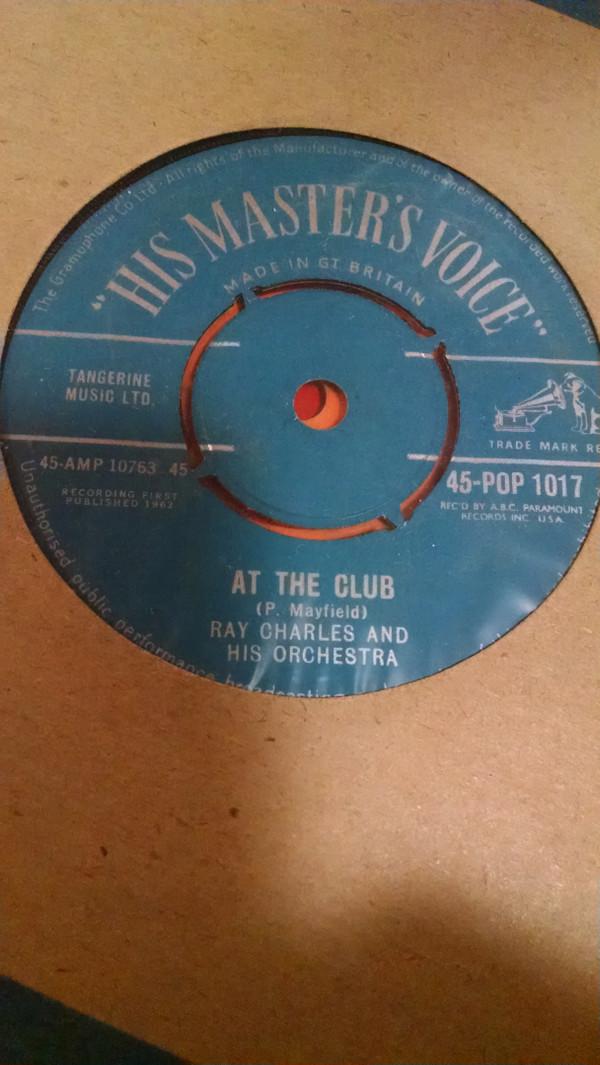 The Gramophone Co Ltd · All rights of the Manufacturer and of the owner of the recorded work reserved
"HIS MASTER'S VOICE"
MADE IN GT BRITAIN
TANGERINE
MUSIC LTD.
TRADE MARK RE
45-AMP 10763 45
RECORDING FIRST
PUBLISHED 1962
45-POP 1017
REC'D BY A.B.C. PARAMOUNT
RECORDS INC. U.S.A.
AT THE CLUB
(P. Mayfield)
RAY CHARLES AND
HIS ORCHESTRA
Unauthorised public performance broadcasting